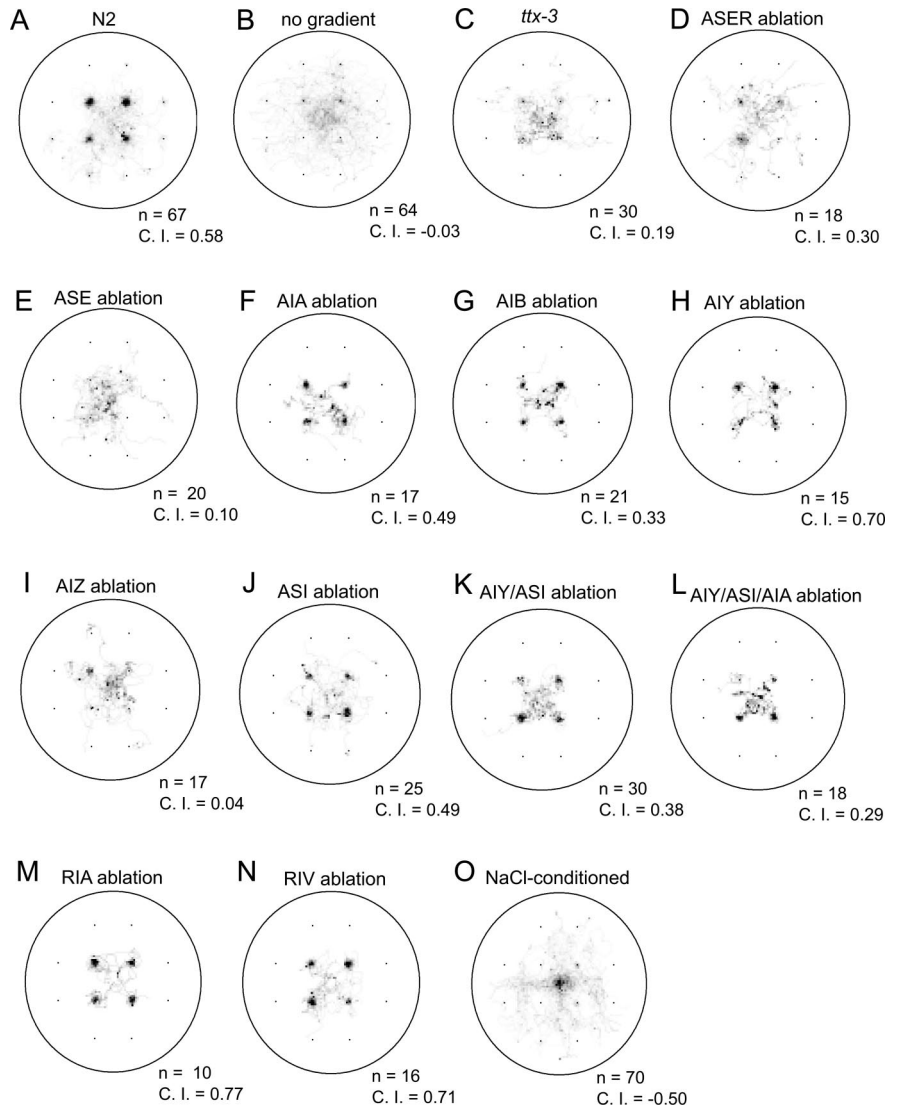 A N2
B no gradient
C ttx-3
D ASER ablation
n = 67
C. I. = 0.58
n = 64
C. I. = -0.03
n = 30
C. I. = 0.19
n = 18
C. I. = 0.30
E ASE ablation
F AIA ablation
G AIB ablation
H AIY ablation
n = 20
C. I. = 0.10
n = 17
C. I. = 0.49
n = 21
C. I. = 0.33
n = 15
C. I. = 0.70
I AIZ ablation
J ASI ablation
K AIY/ASI ablation
L AIY/ASI/AIA ablation
n = 17
C. I. = 0.04
n = 25
C. I. = 0.49
n = 30
C. I. = 0.38
n = 18
C. I. = 0.29
M RIA ablation
N RIV ablation
O NaCl-conditioned
n = 10
C. I. = 0.77
n = 16
C. I. = 0.71
n = 70
C. I. = -0.50